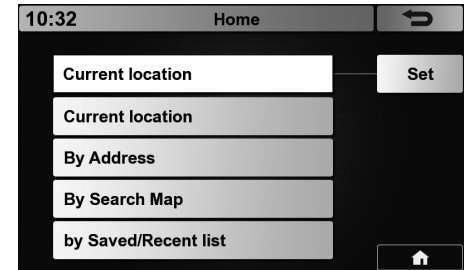 10:32 Home
Current location Set
Current location
By Address
By Search Map
by Saved/Recent list